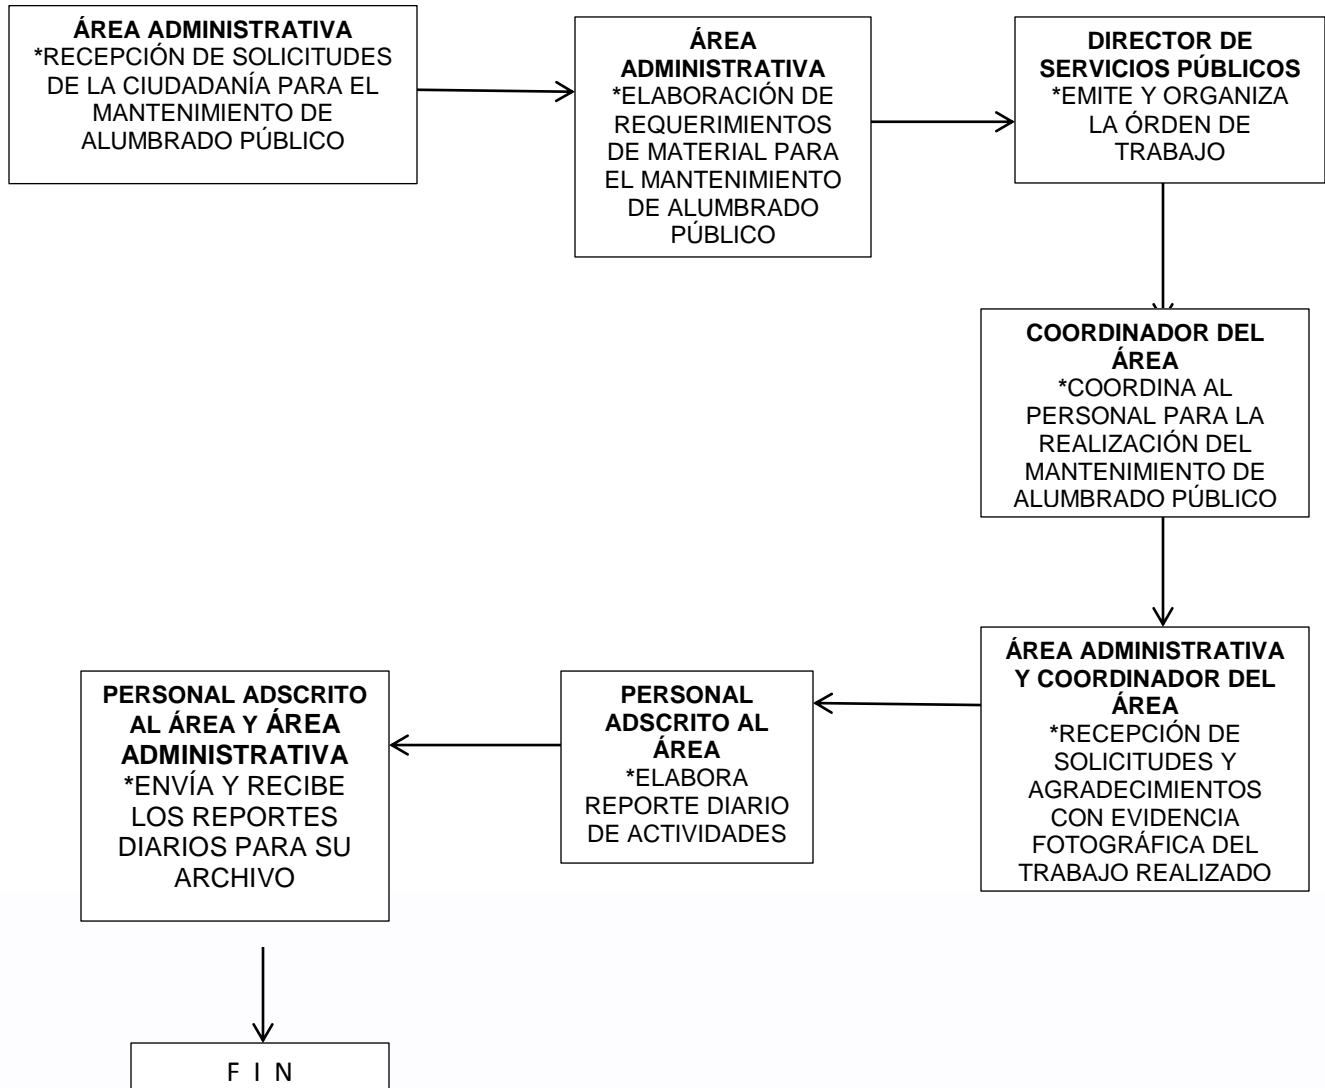 ÁREA ADMINISTRATIVA
*RECEPCIÓN DE SOLICITUDES
DE LA CIUDADANÍA PARA EL
MANTENIMIENTO DE
ALUMBRADO PÚBLICO
ÁREA
ADMINISTRATIVA
*ELABORACIÓN DE
REQUERIMIENTOS
DE MATERIAL PARA
EL MANTENIMIENTO
DE ALUMBRADO
PÚBLICO
DIRECTOR DE
SERVICIOS PÚBLICOS
*EMITE Y ORGANIZA
LA ÓRDEN DE
TRABAJO
COORDINADOR DEL
ÁREA
*COORDINA AL
PERSONAL PARA LA
REALIZACIÓN DEL
MANTENIMIENTO DE
ALUMBRADO PÚBLICO
ÁREA ADMINISTRATIVA
Y COORDINADOR DEL
ÁREA
*RECEPCIÓN DE
SOLICITUDES Y
AGRADECIMIENTOS
CON EVIDENCIA
FOTOGRÁFICA DEL
TRABAJO REALIZADO
PERSONAL
ADSCRITO AL
ÁREA
*ELABORA
REPORTE DIARIO
DE ACTIVIDADES
PERSONAL ADSCRITO
AL ÁREA Y ÁREA
ADMINISTRATIVA
*ENVÍA Y RECIBE
LOS REPORTES
DIARIOS PARA SU
ARCHIVO
F I N